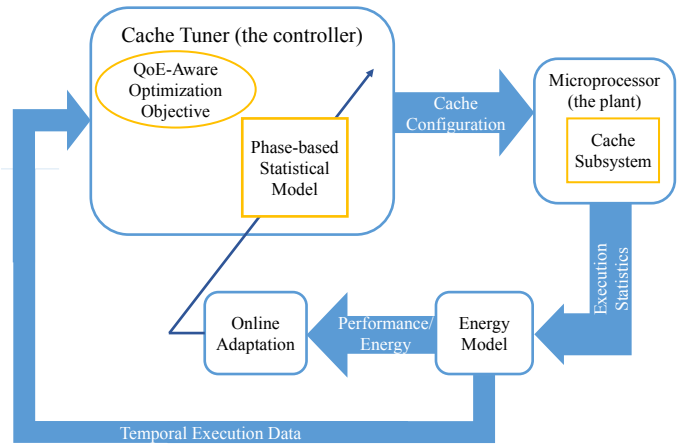 Cache Tuner (the controller)
QoE-Aware
Optimization
Objective
Phase-based
Statistical
Model
Cache
Configuration
Microprocessor
(the plant)
Cache
Subsystem
Execution
Statistics
Energy
Model
Performance/
Energy
Online
Adaptation
Temporal Execution Data